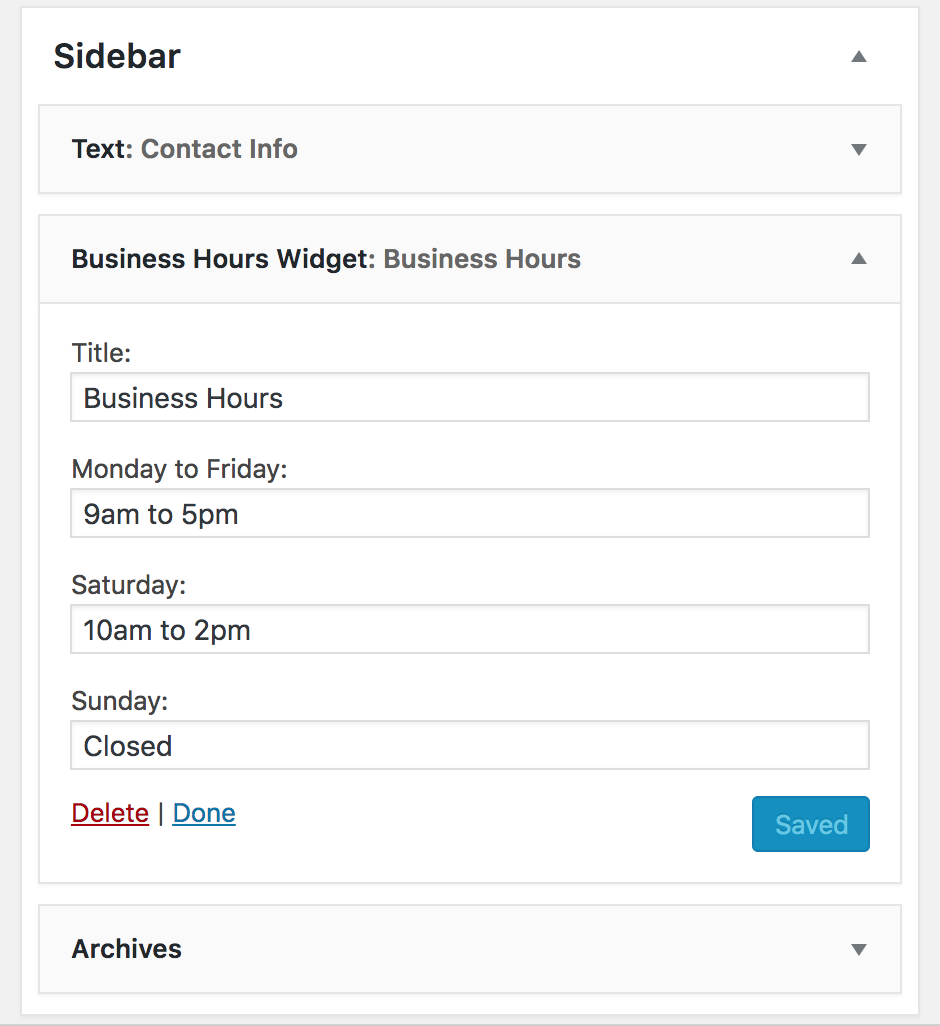 Sidebar
Text: Contact Info
Business Hours Widget: Business Hours
Title:
Business Hours
Monday to Friday:
9am to 5pm
Saturday:
10am to 2pm
Sunday:
Closed
Delete | Done
Saved
Archives